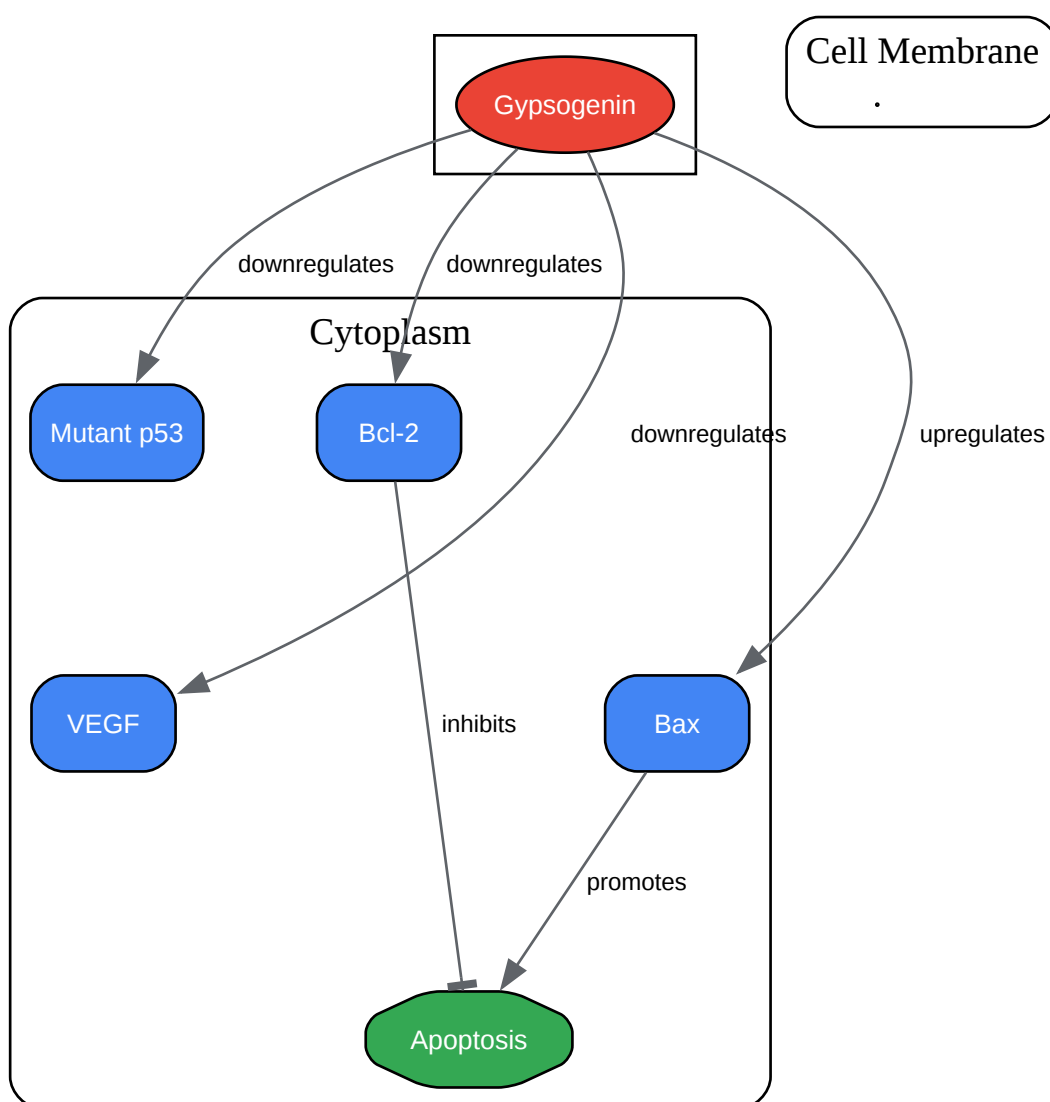 Cell Membrane
.
Gypsogenin
downregulates
downregulates
Cytoplasm
Mutant p53
Bcl-2
downregulates
upregulates
VEGF
inhibits
Bax
promotes
Apoptosis